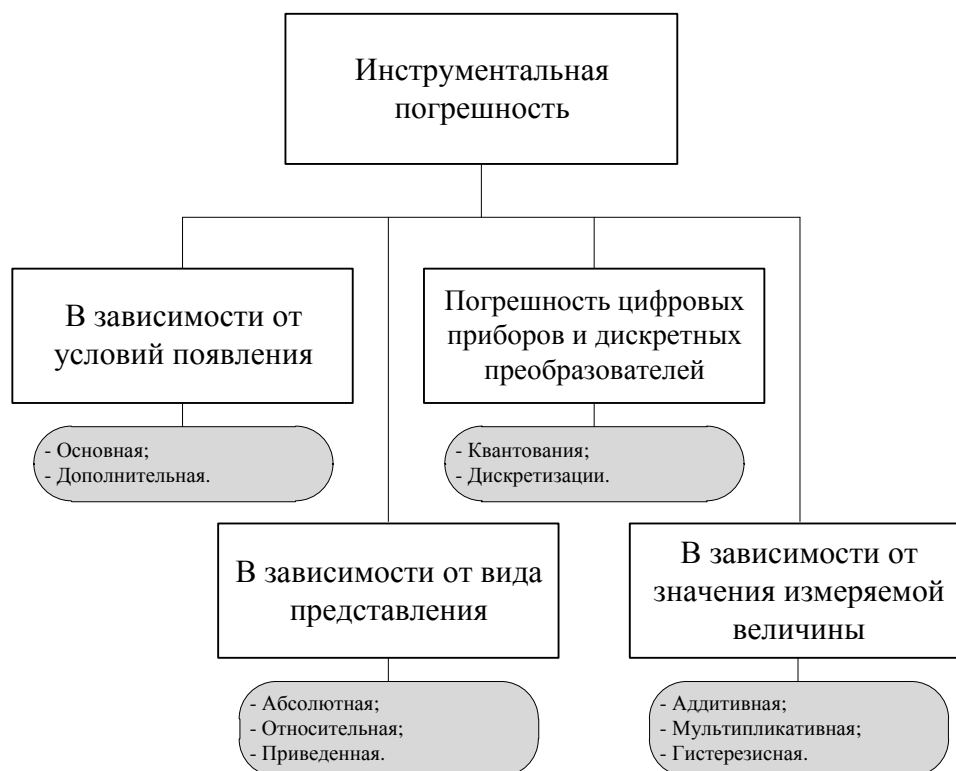 Инструментальная
погрешность
В зависимости от
условий появления
- Основная;
- Дополнительная.
Погрешность цифровых
приборов и дискретных
преобразователей
- Квантования;
- Дискретизации.
В зависимости от вида
представления
- Абсолютная;
- Относительная;
- Приведенная.
В зависимости от
значения измеряемой
величины
- Аддитивная;
- Мультипликативная;
- Гистерезисная.